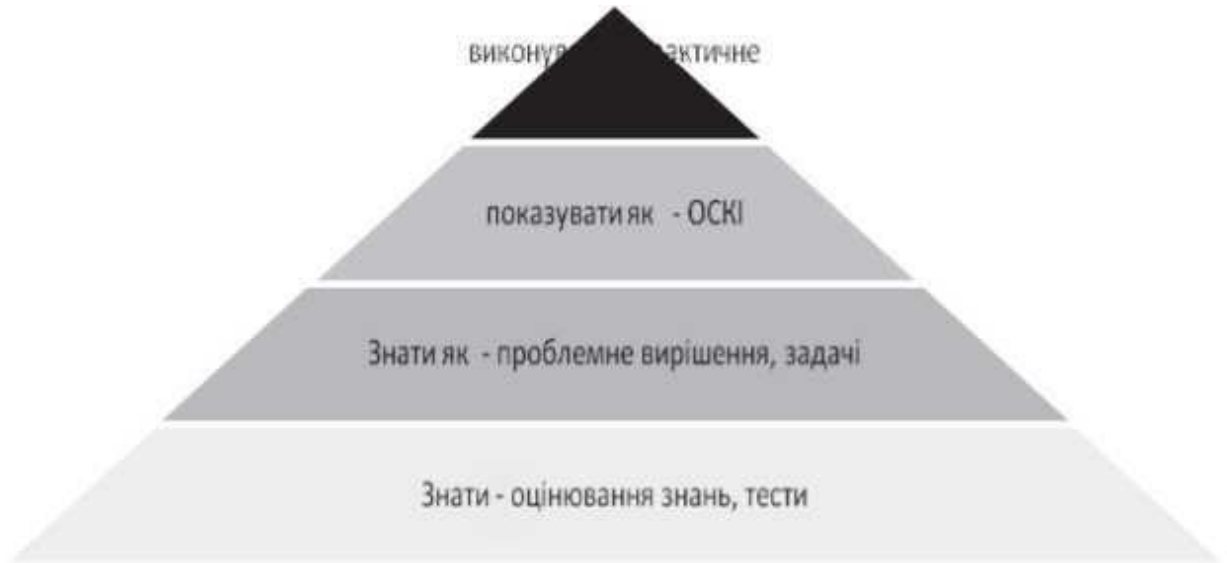 показувати як - ОСКІ
Знати як - проблемне вирішення, задачі
Знати - оцінювання знань, тести